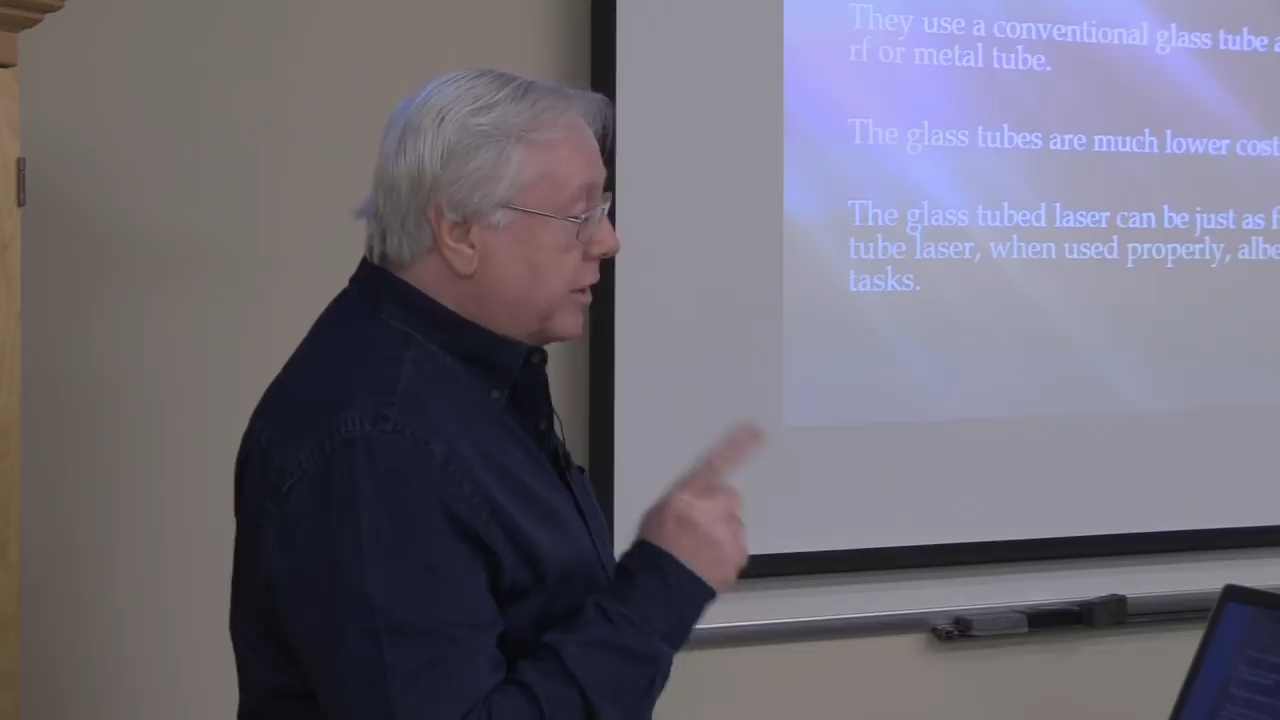 They use a conventional glass tube
rf or metal tube.
The glass tubes are much lower cost
The glass tubed laser can be just as
tube laser, when used properly,
tasks.